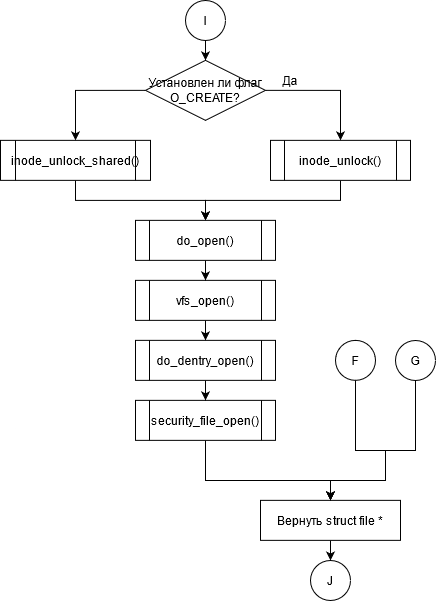 I
Установлен ли флаг
O_CREATE?
Да
inode_unlock_shared()
inode_unlock()
do_open()
vfs_open()
do_dentry_open()
F
G
security_file_open()
Вернуть struct file *
J